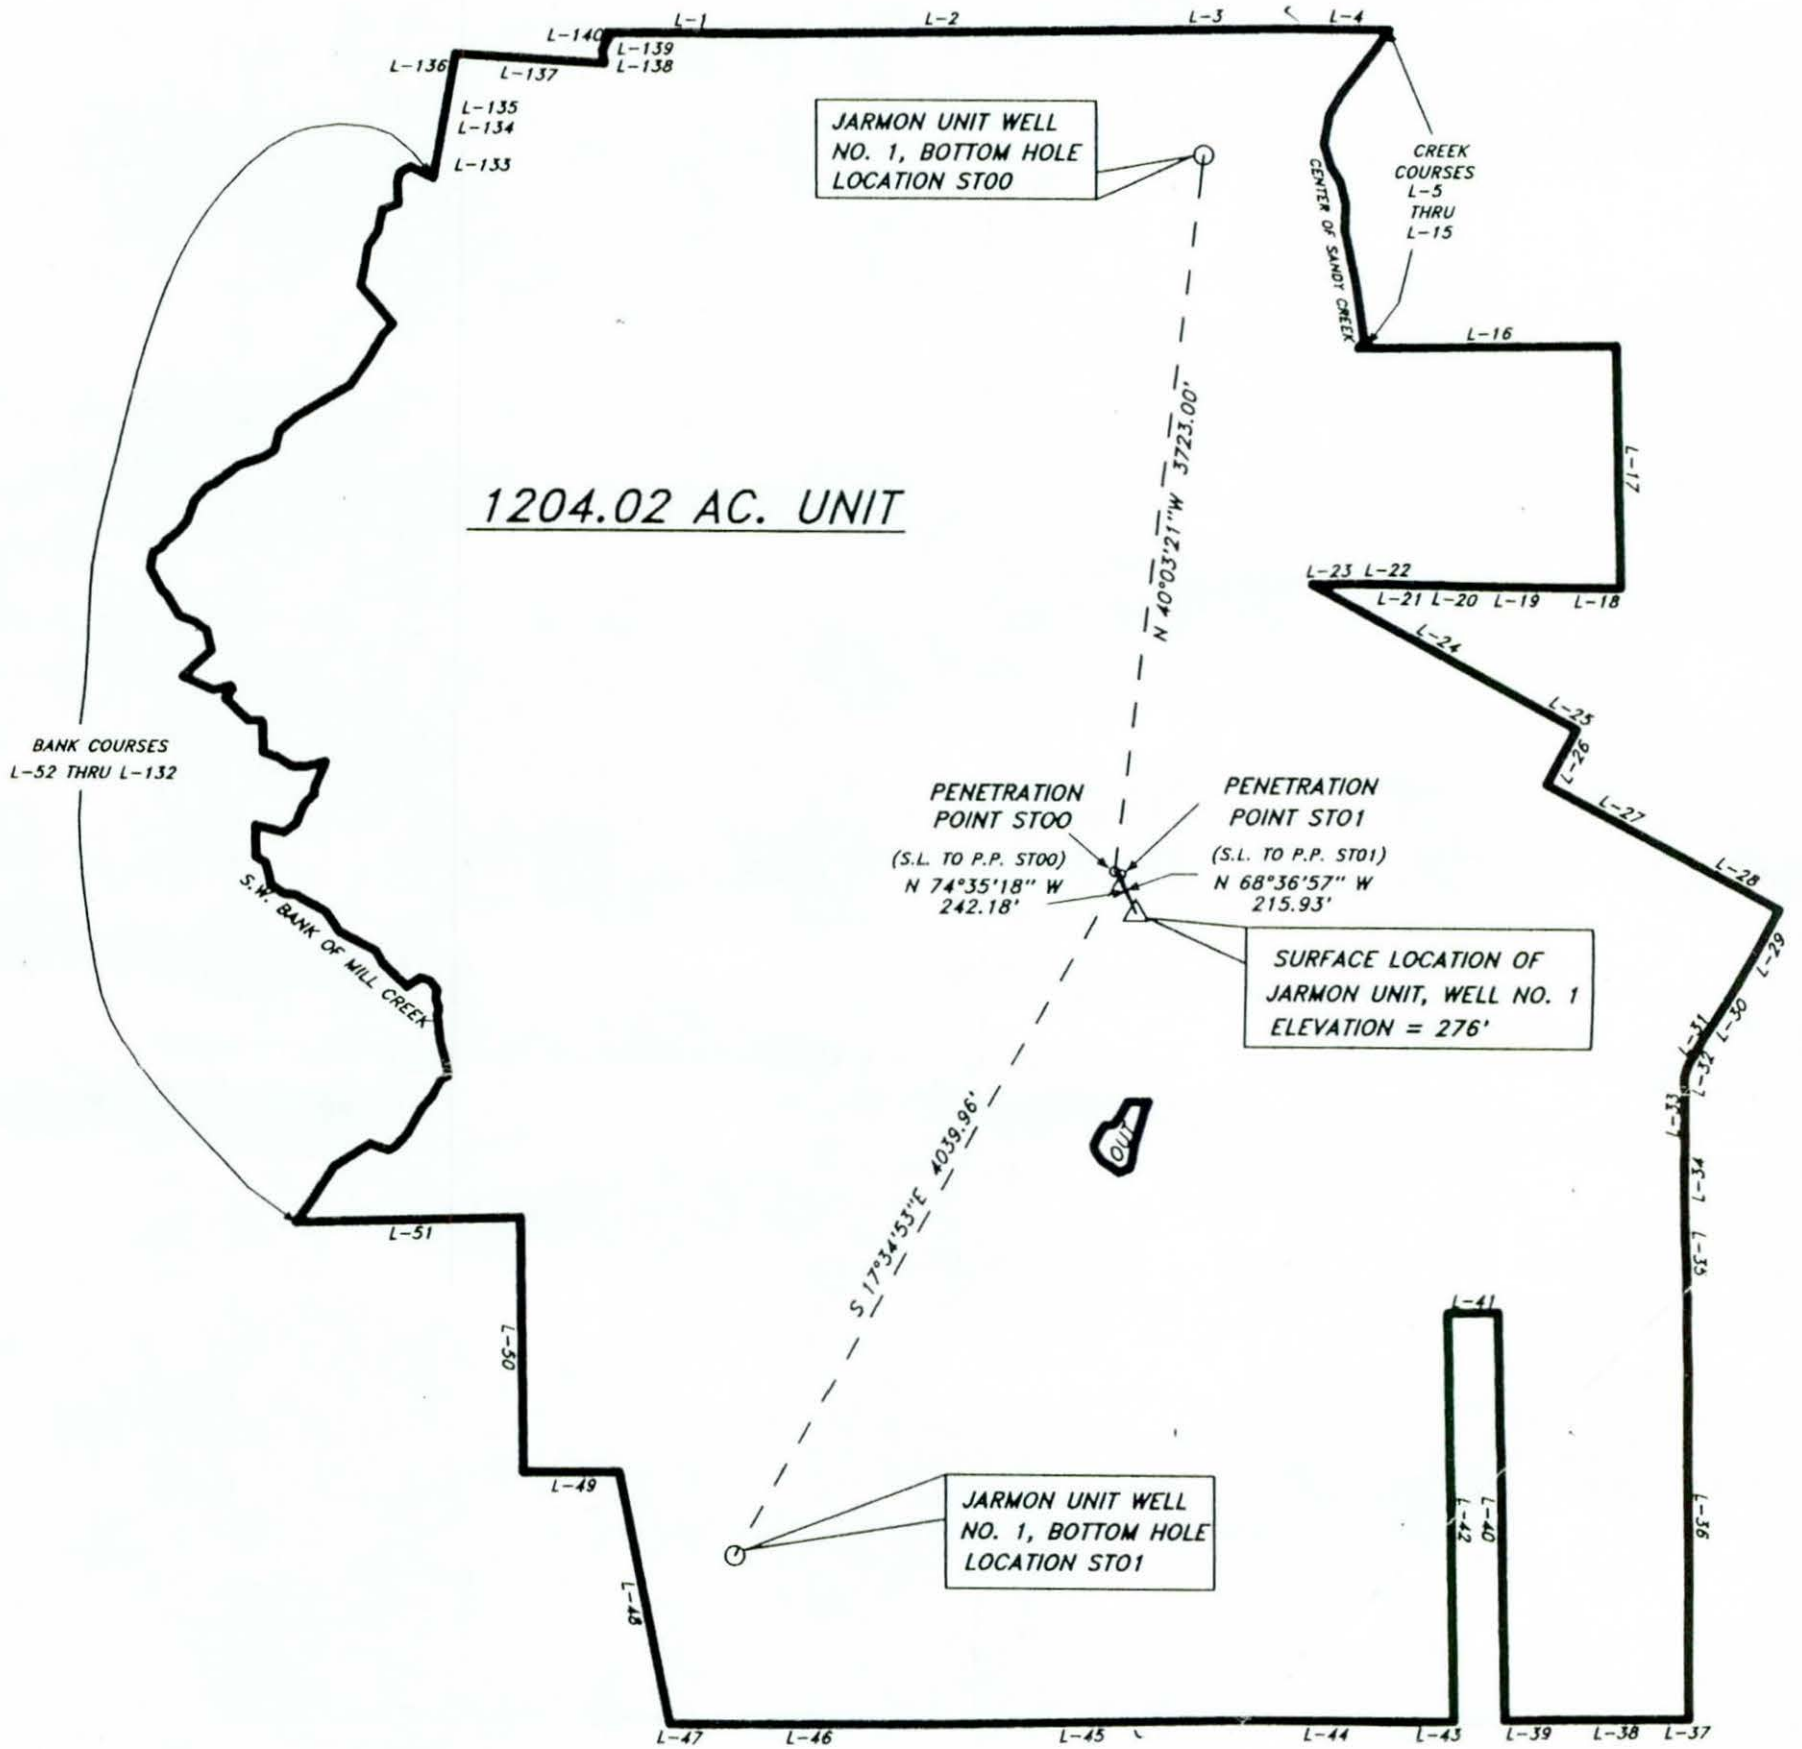 L-1
L-2
L-3
L-4
L-140
L-139
L-138
L-136
L-137
L-135
L-134
L-133
JARMON UNIT WELL
NO. 1, BOTTOM HOLE
LOCATION ST00
CREEK
COURSES
L-5
THRU
L-15
CENTER OF SANDY CREEK
L-16
L-17
N 40°03'21"W 3723.00'
1204.02 AC. UNIT
L-23 L-22
L-21 L-20 L-19 L-18
L-24
L-25
L-26
L-27
L-28
L-29
L-30
L-31
L-32
L-33
L-34
L-35
L-36
BANK COURSES
L-52 THRU L-132
PENETRATION
POINT ST00
(S.L. TO P.P. ST00)
N 74°35'18" W
242.18'
PENETRATION
POINT ST01
(S.L. TO P.P. ST01)
N 68°36'57" W
215.93'
SURFACE LOCATION OF
JARMON UNIT, WELL NO. 1
ELEVATION = 276'
S.W. BANK OF MILL CREEK
OUT
S 17°34'53"E 4039.96'
L-51
L-50
L-49
L-48
L-41
L-42
L-40
JARMON UNIT WELL
NO. 1, BOTTOM HOLE
LOCATION ST01
L-47
L-46
L-45
L-44
L-43
L-39
L-38
L-37